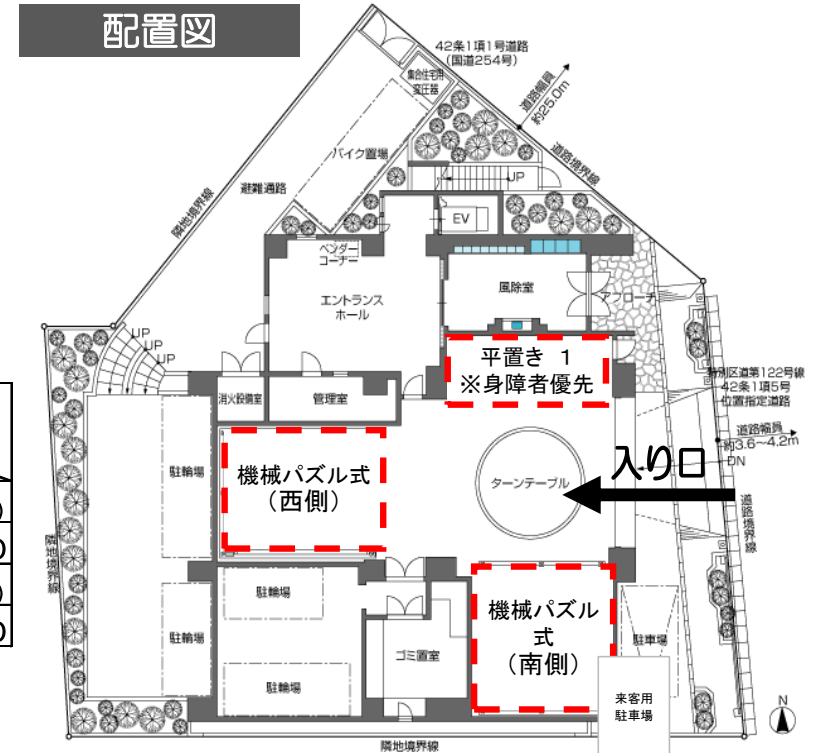 配置図
42条1項1号道路
(国道254号)
集合住宅用
変圧器
道路幅員
約25.0m
バイク置場
道路境界線
避難通路
UP
隣地境界線
EV
ベンダー
コーナー
風除室
エントランス
ホール
アプローチ
UP
UP
UP
平置き 1
※身障者優先
特別区道第122号線
42条1項5号
位置指定道路
消火設備室
管理室
道路幅員
約3.6〜4.2m
入り口
DN
駐輪場
機械パズル式
(西側)
ターンテーブル
道路境界線
隣地境界線
駐輪場
機械パズル
式
(南側)
駐輪場
ゴミ置室
駐車場
駐輪場
来客用
駐車場
N
隣地境界線